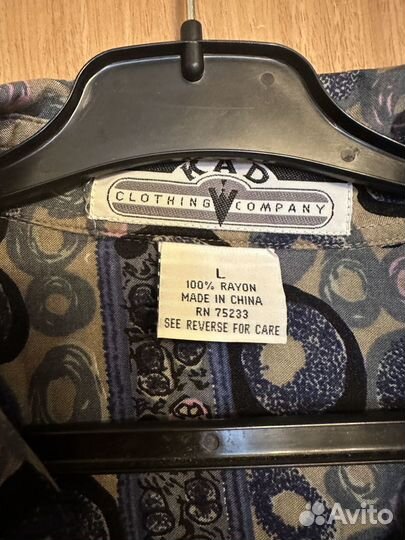 KAD
CLOTHING COMPANY
L
100% RAYON
MADE IN CHINA
RN 75233
SEE REVERSE FOR CARE
Avito